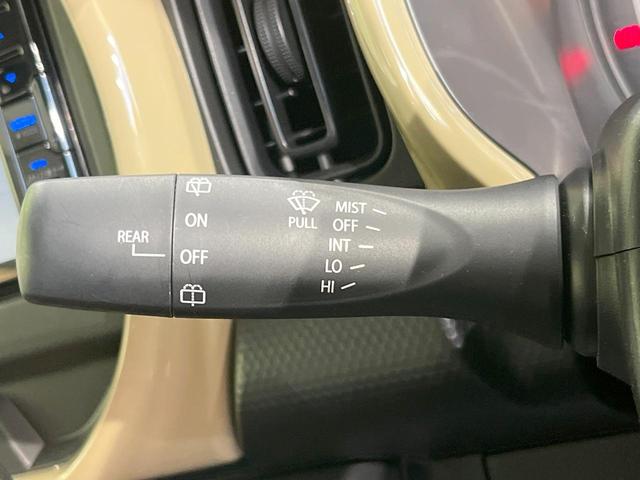 REAR
ON
OFF
PULL
MIST
OFF
INT
LO
HI